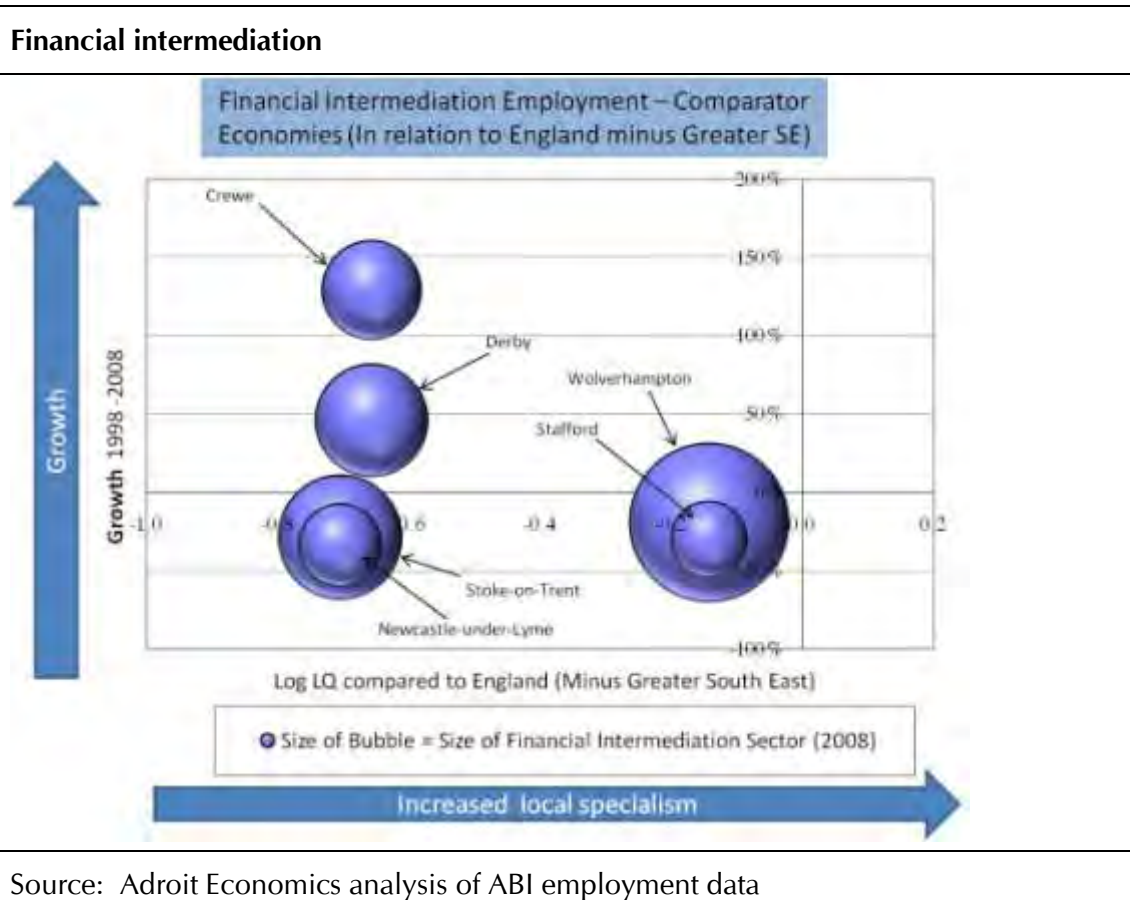 Financial intermediation
Financial Intermediation Employment – Comparator
Economies (In relation to England minus Greater SE)
Growth
Growth 1998 -2008
200%
150%
100%
50%
-100%
Crewe
Derby
Wolverhampton
Stafford
-1.0
-0.4
0.2
Stoke-on-Trent
Newcastle-under-Lyme
Log LQ compared to England (Minus Greater South East)
Size of Bubble = Size of Financial Intermediation Sector (2008)
Increased local specialism
Source: Adroit Economics analysis of ABI employment data